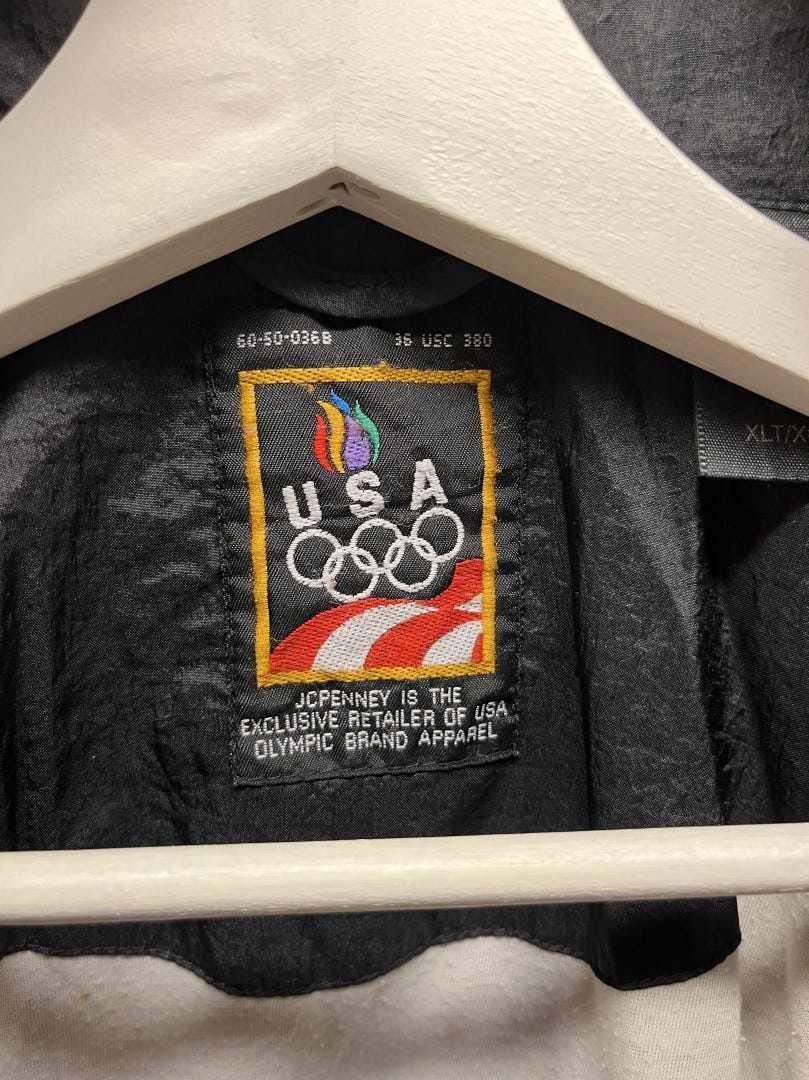 60-50-0368 36 USC 380
USA
JCPENNEY IS THE
EXCLUSIVE RETAILER OF USA
OLYMPIC BRAND APPAREL
XLT/X